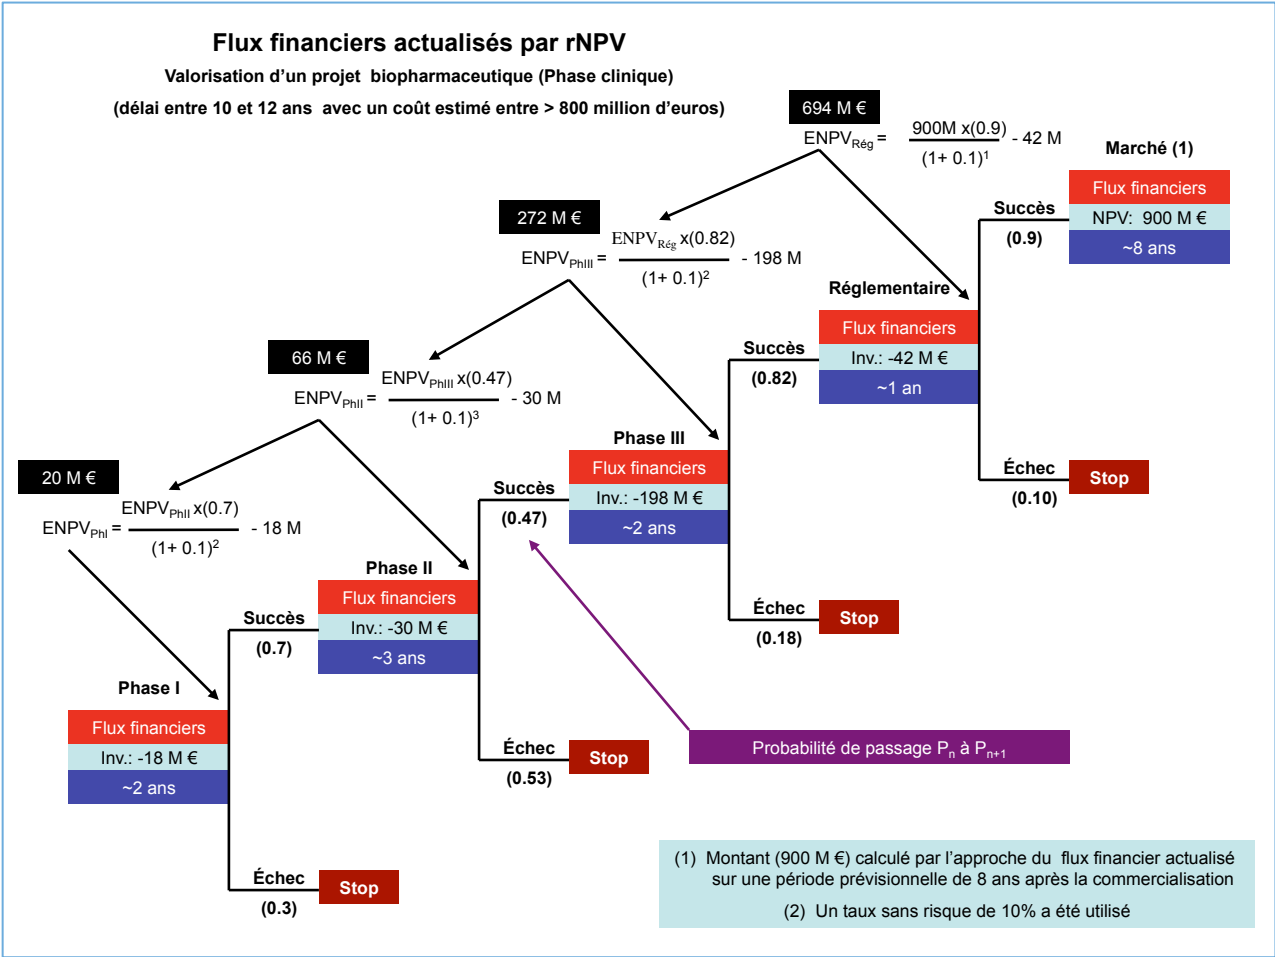 Flux financiers actualisés par rNPV
Valorisation d'un projet biopharmaceutique (Phase clinique)
(délai entre 10 et 12 ans avec un coût estimé entre > 800 million d'euros)
694 M €
ENPVRég = 900M x(0.9) / (1+ 0.1)1 - 42 M
Marché (1)
Flux financiers
NPV: 900 M €
~8 ans
Succès
(0.9)
272 M €
ENPVPhIII = ENPVRég x(0.82) / (1+ 0.1)2 - 198 M
Réglementaire
Flux financiers
Inv.: -42 M €
~1 an
Succès
(0.82)
Échec
(0.10)
Stop
66 M €
ENPVPhII = ENPVPhIII x(0.47) / (1+ 0.1)3 - 30 M
Phase III
Flux financiers
Inv.: -198 M €
~2 ans
Succès
(0.47)
Échec
(0.18)
Stop
20 M €
ENPVPhI = ENPVPhII x(0.7) / (1+ 0.1)2 - 18 M
Phase II
Flux financiers
Inv.: -30 M €
~3 ans
Succès
(0.7)
Échec
(0.53)
Stop
Probabilité de passage Pn à Pn+1
Phase I
Flux financiers
Inv.: -18 M €
~2 ans
Échec
(0.3)
Stop
(1) Montant (900 M €) calculé par l'approche du flux financier actualisé
sur une période prévisionnelle de 8 ans après la commercialisation
(2) Un taux sans risque de 10% a été utilisé